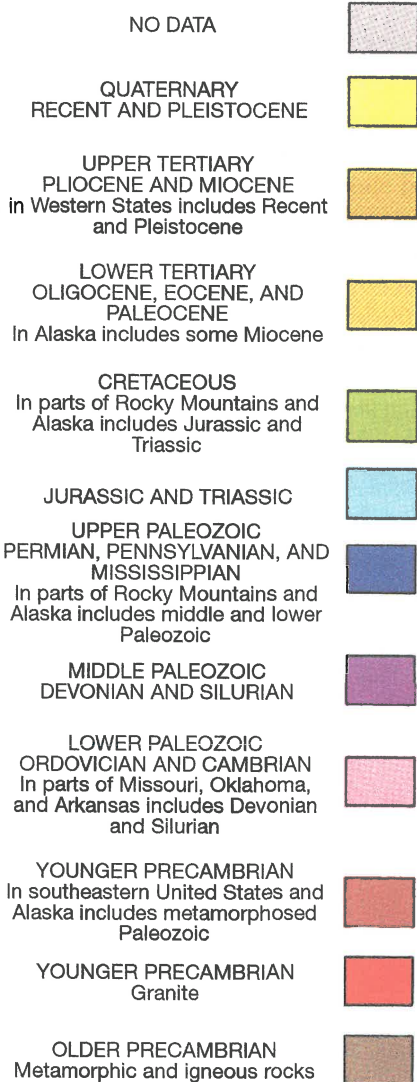 NO DATA
QUATERNARY
RECENT AND PLEISTOCENE
UPPER TERTIARY
PLIOCENE AND MIOCENE
in Western States includes Recent
and Pleistocene
LOWER TERTIARY
OLIGOCENE, EOCENE, AND
PALEOCENE
In Alaska includes some Miocene
CRETACEOUS
In parts of Rocky Mountains and
Alaska includes Jurassic and
Triassic
JURASSIC AND TRIASSIC
UPPER PALEOZOIC
PERMIAN, PENNSYLVANIAN, AND
MISSISSIPPIAN
In parts of Rocky Mountains and
Alaska includes middle and lower
Paleozoic
MIDDLE PALEOZOIC
DEVONIAN AND SILURIAN
LOWER PALEOZOIC
ORDOVICIAN AND CAMBRIAN
In parts of Missouri, Oklahoma,
and Arkansas includes Devonian
and Silurian
YOUNGER PRECAMBRIAN
In southeastern United States and
Alaska includes metamorphosed
Paleozoic
YOUNGER PRECAMBRIAN
Granite
OLDER PRECAMBRIAN
Metamorphic and igneous rocks